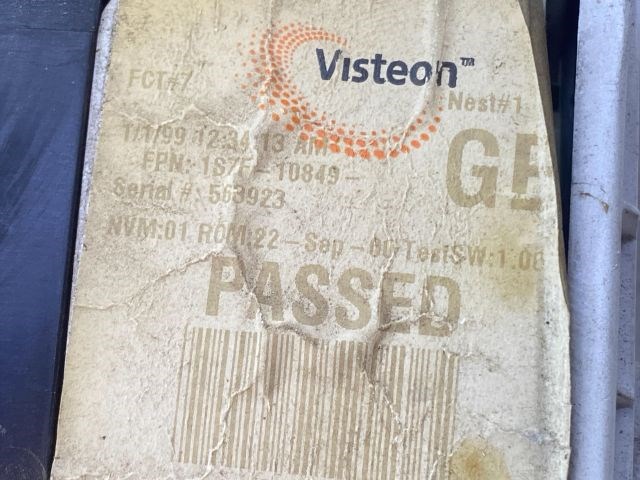 Visteon™
FCT#7
Nest#1
1/1/99 12:34:13 AM
GE
FPN: 1S7F-10849-
Serial #: 563923
NVM:01 ROM:22-Sep-00-TestSW:1.06
PASSED